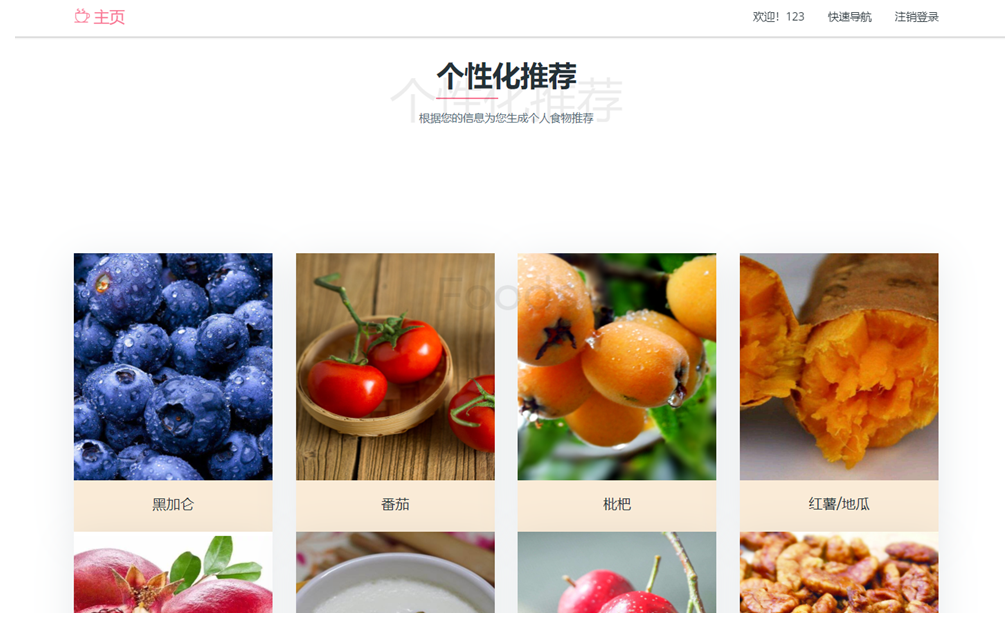 主页
欢迎！123 快速导航 注销登录
个性化推荐
个性化推荐
根据您的信息为您生成个人食物推荐
Food
黑加仑
番茄
枇杷
红薯/地瓜